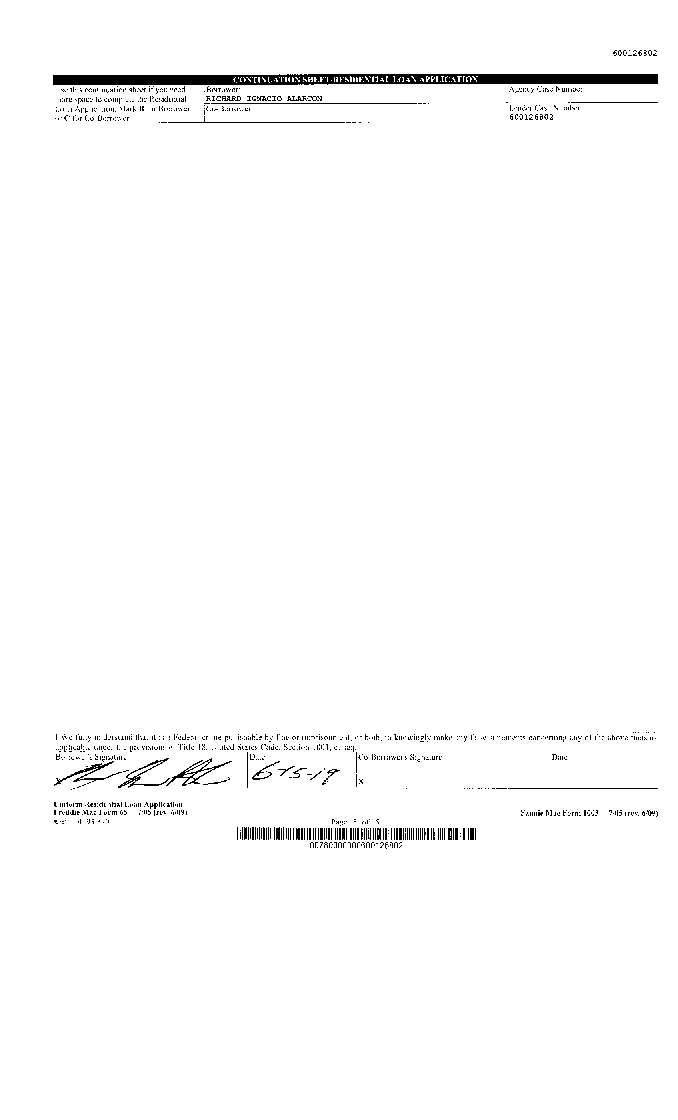 600126802
CONTINUATION SHEET/RESIDENTIAL LOAN APPLICATION
Use this continuation sheet if you need
more space to complete the Residential
Loan Application. Mark B for Borrower
or C for Co-Borrower.
Borrower:
RICHARD IGNACIO ALARCON
Co-Borrower:
Agency Case Number:
Lender Case Number:
600126802
I/We fully understand that it is a Federal crime punishable by fine or imprisonment, or both, to knowingly make any false statements concerning any of the above facts as
applicable under the provisions of Title 18, United States Code, Section 1001, et seq.
Borrower's Signature
Date
Co-Borrower's Signature
Date
X
6-15-19
X
Uniform Residential Loan Application
Freddie Mac Form 65 7/05 (rev. 6/09)
Fannie Mae Form 1003 7/05 (rev. 6/09)
Page 5 of 5